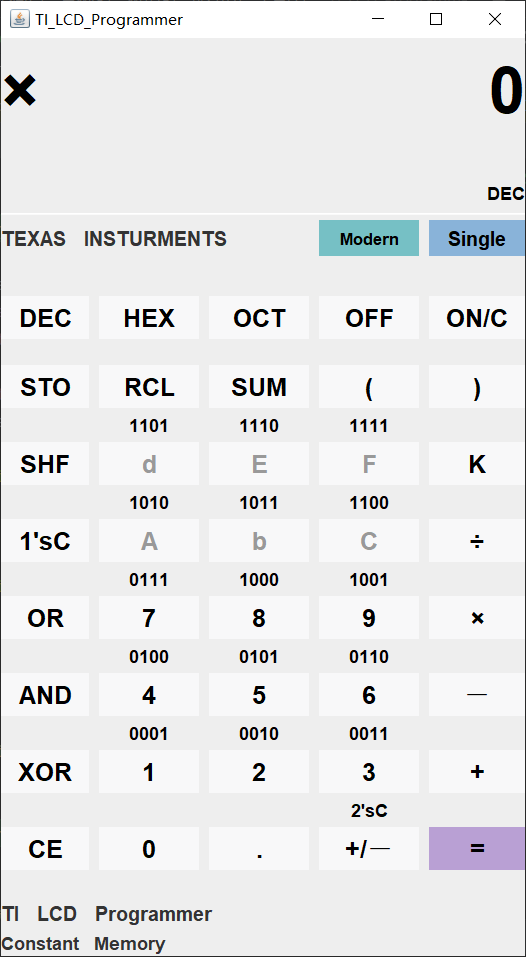 TI_LCD_Programmer
× 0
DEC
TEXAS INSTURMENTS Modern Single
DEC HEX OCT OFF ON/C
STO RCL SUM ( )
1101 1110 1111
SHF d E F K
1010 1011 1100
1'sC A b C ÷
0111 1000 1001
OR 7 8 9 ×
0100 0101 0110
AND 4 5 6 —
0001 0010 0011
XOR 1 2 3 +
2'sC
CE 0 . +/— =
TI LCD Programmer
Constant Memory